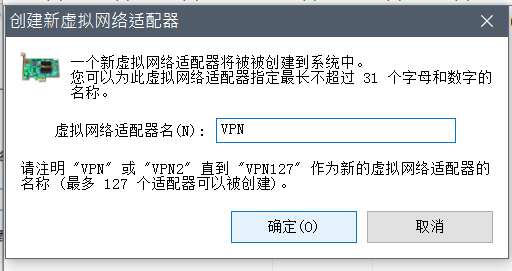 创建新虚拟网络适配器
一个新虚拟网络适配器将被被创建到系统中。
您可以为此虚拟网络适配器指定最长不超过 31 个字母和数字的
名称。
虚拟网络适配器名(N): VPN
请注明 "VPN" 或 "VPN2" 直到 "VPN127" 作为新的虚拟网络适配器的
名称 (最多 127 个适配器可以被创建)。
确定(O) 取消